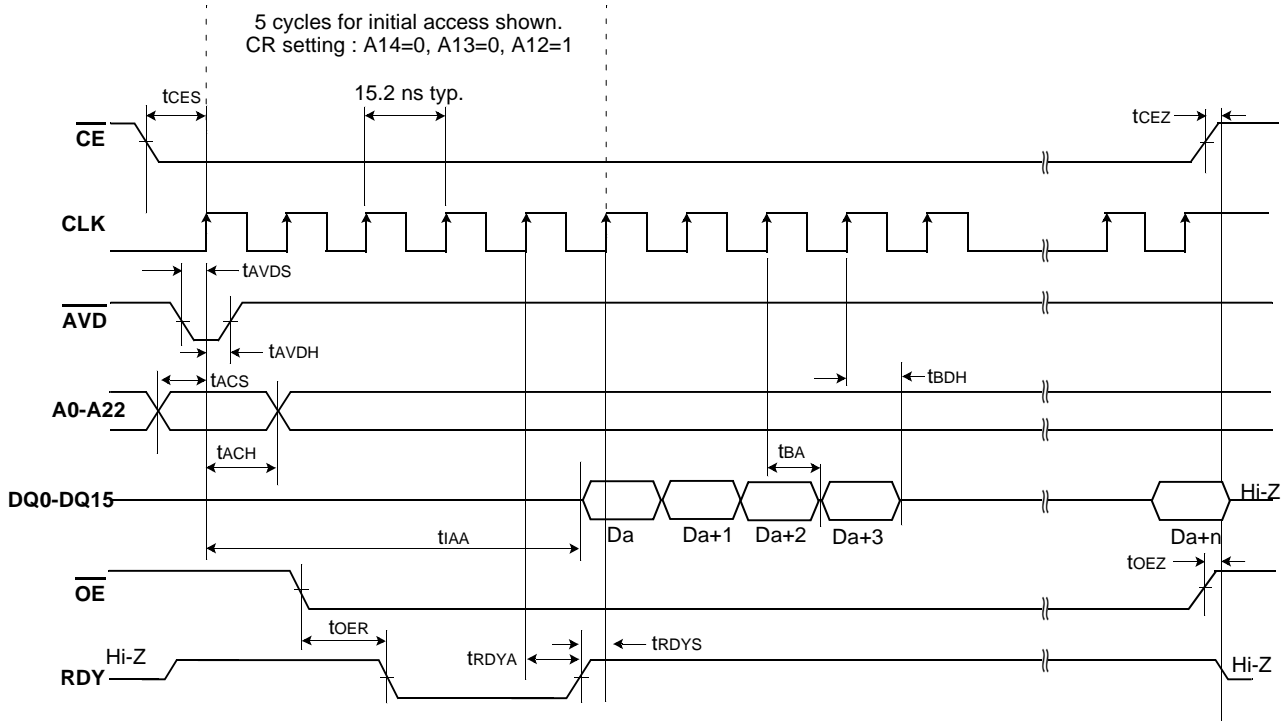 5 cycles for initial access shown.
CR setting : A14=0, A13=0, A12=1
15.2 ns typ.
tCES
tCEZ
CE
CLK
tAVDS
AVD
tAVDH
tACS
tBDH
A0-A22
tACH
tBA
DQ0-DQ15
Hi-Z
Da
Da+1
Da+2
Da+3
Da+n
tIAA
tOEZ
OE
tOER
tRDYS
tRDYA
Hi-Z
RDY
Hi-Z